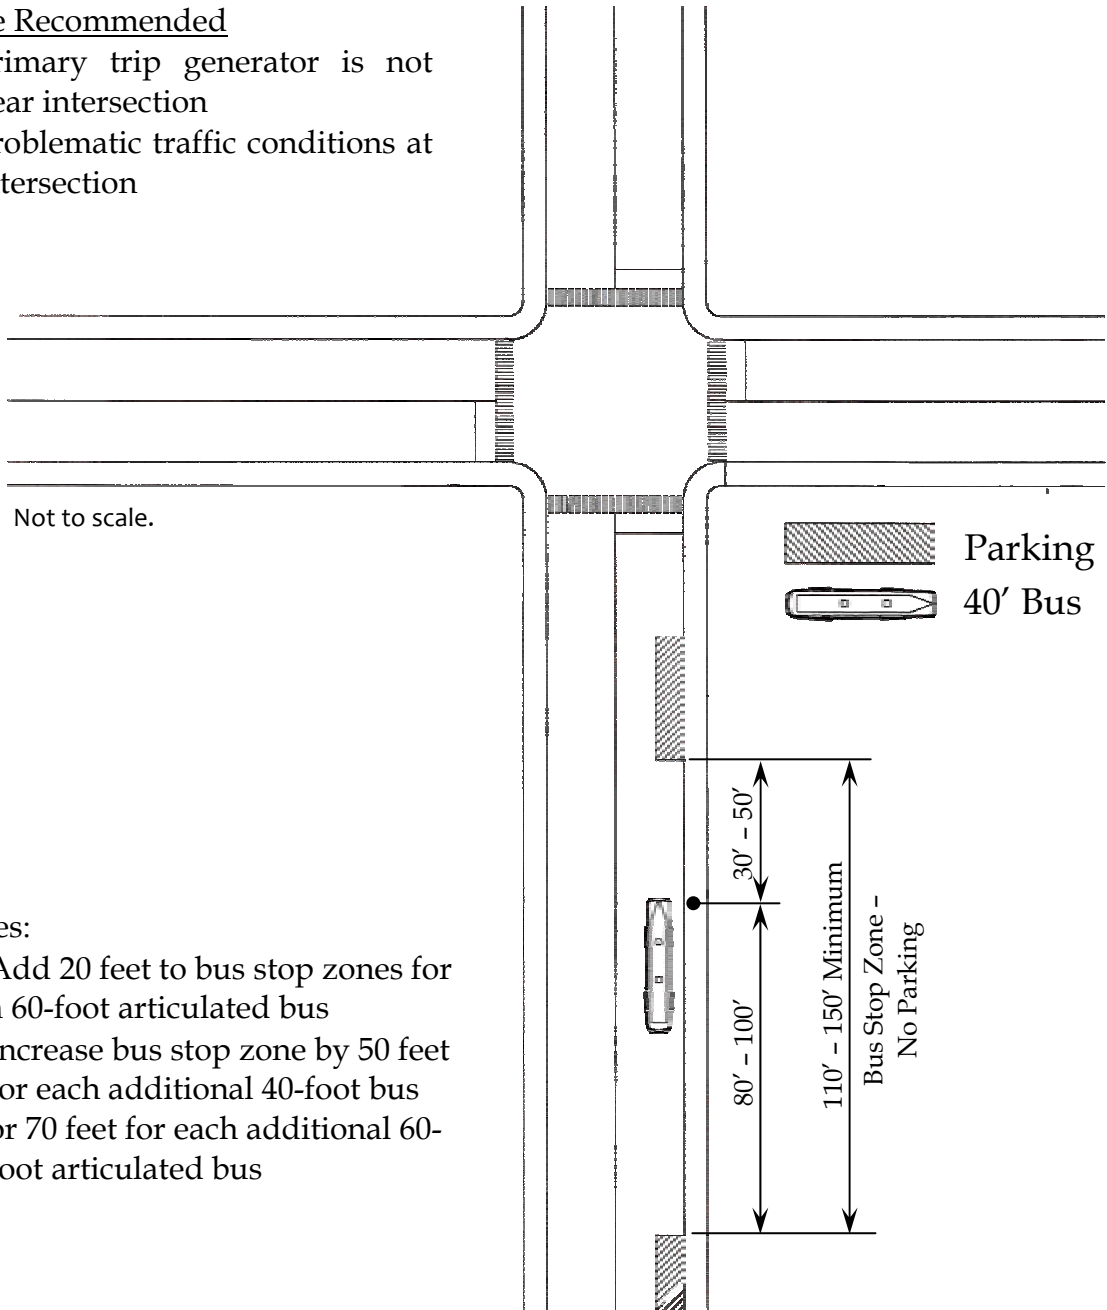 e Recommended
rimary trip generator is not
ear intersection
roblematic traffic conditions at
tersection
Not to scale.
Parking
40′ Bus
30′ – 50′
80′ – 100′
110′ – 150′ Minimum
Bus Stop Zone –
No Parking
es:
Add 20 feet to bus stop zones for
60-foot articulated bus
ncrease bus stop zone by 50 feet
or each additional 40-foot bus
or 70 feet for each additional 60-
oot articulated bus